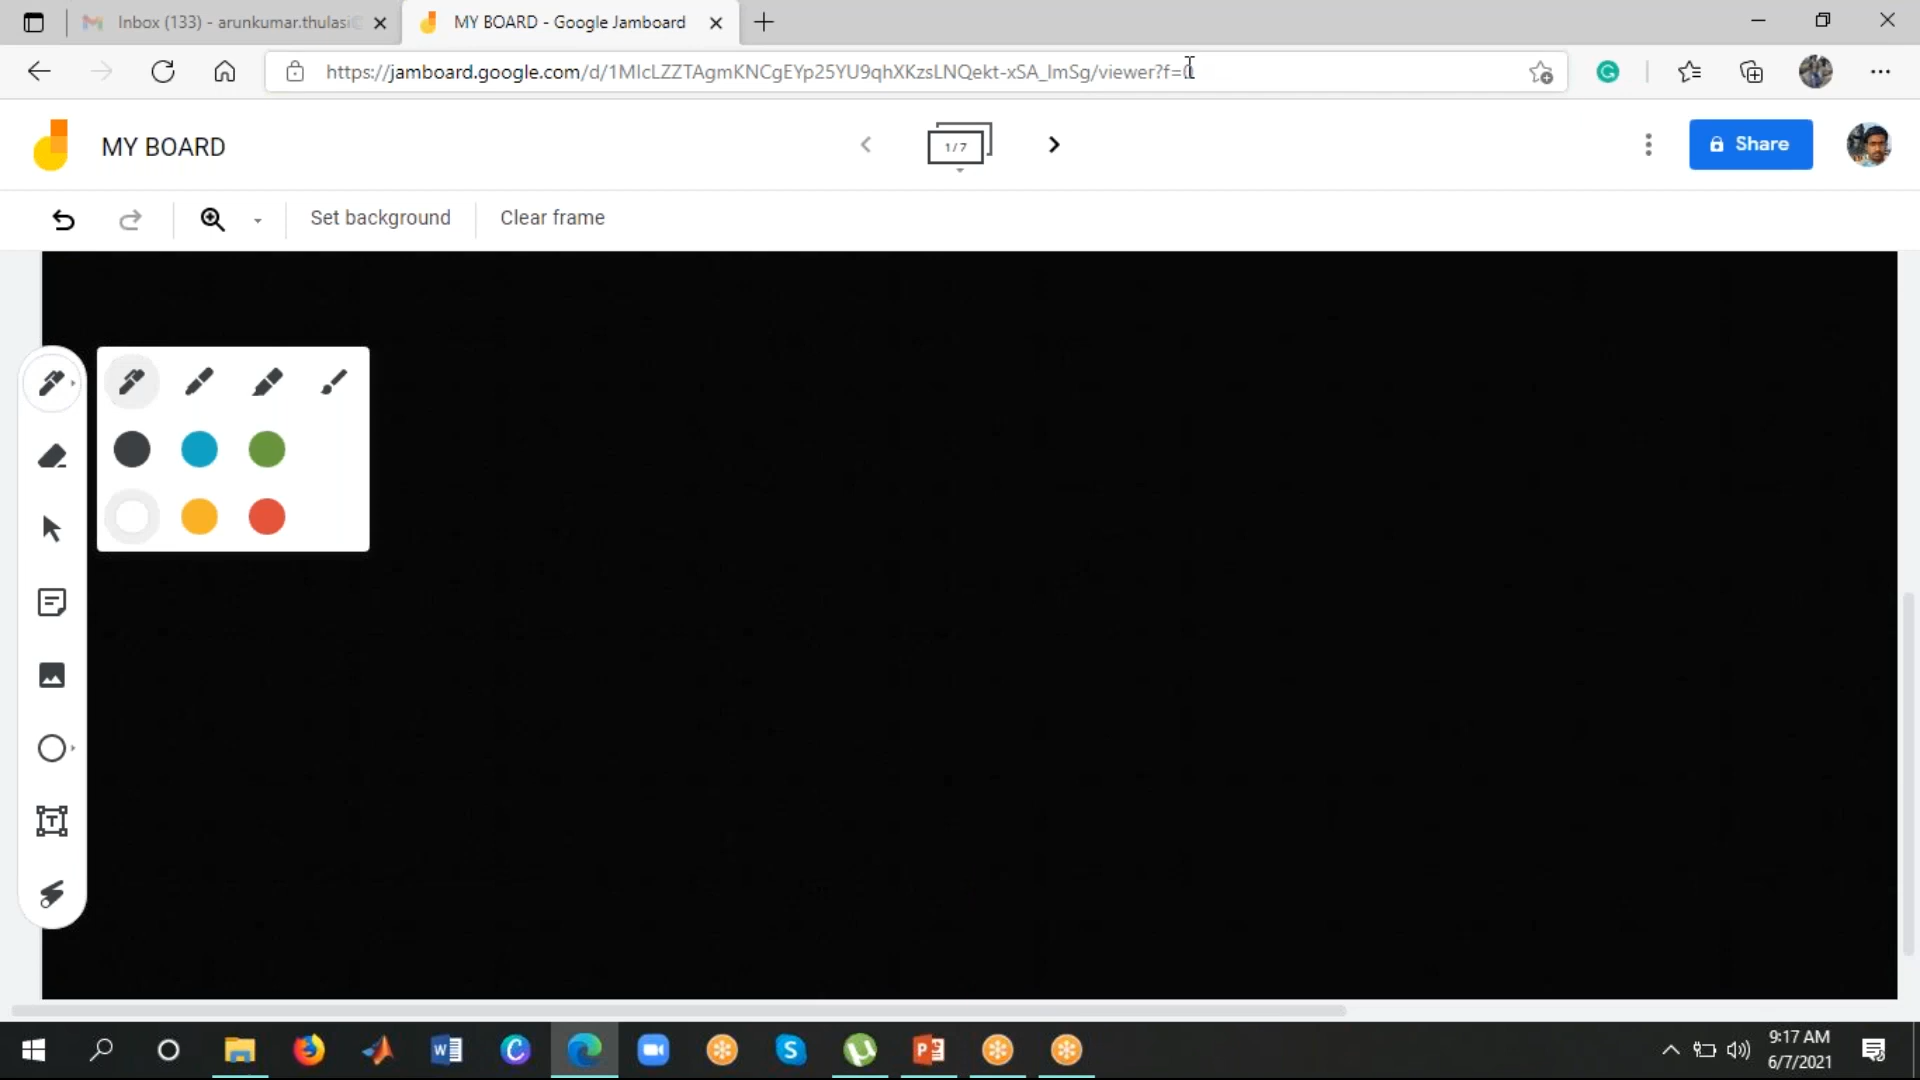 Inbox (133) - arunkumar.thulasi
MY BOARD - Google Jamboard
https://jamboard.google.com/d/1MIcLZZTAgmKNCgEYp25YU9qhXKzsLNQekt-xSA_ImSg/viewer?f=0
MY BOARD
1 / 7
Share
Set background
Clear frame
9:17 AM
6/7/2021